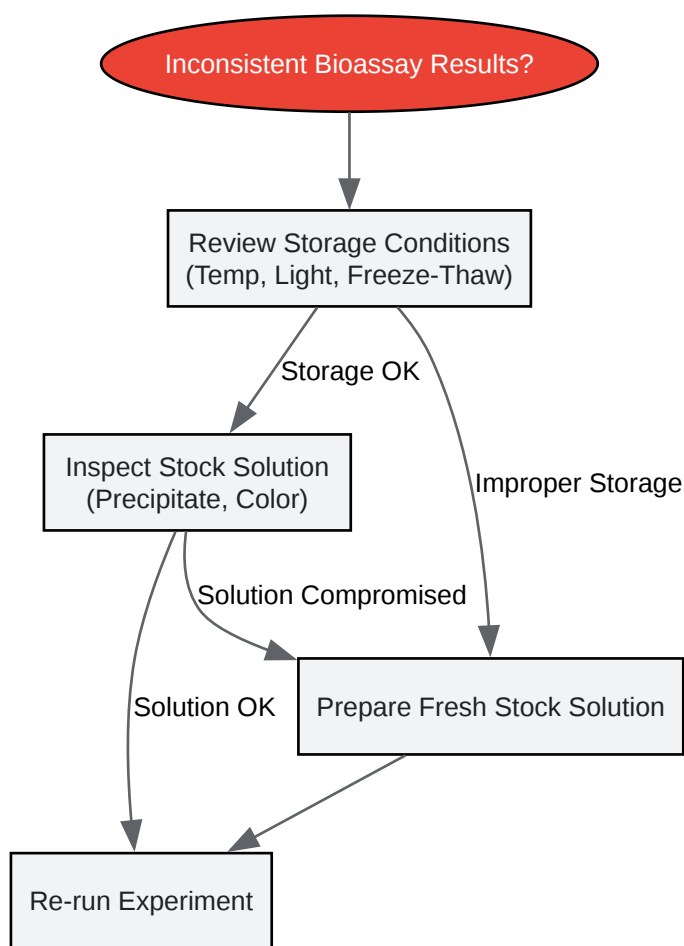 Inconsistent Bioassay Results?
Review Storage Conditions
(Temp, Light, Freeze-Thaw)
Storage OK
Inspect Stock Solution
(Precipitate, Color)
Improper Storage
Solution Compromised
Solution OK
Prepare Fresh Stock Solution
Re-run Experiment